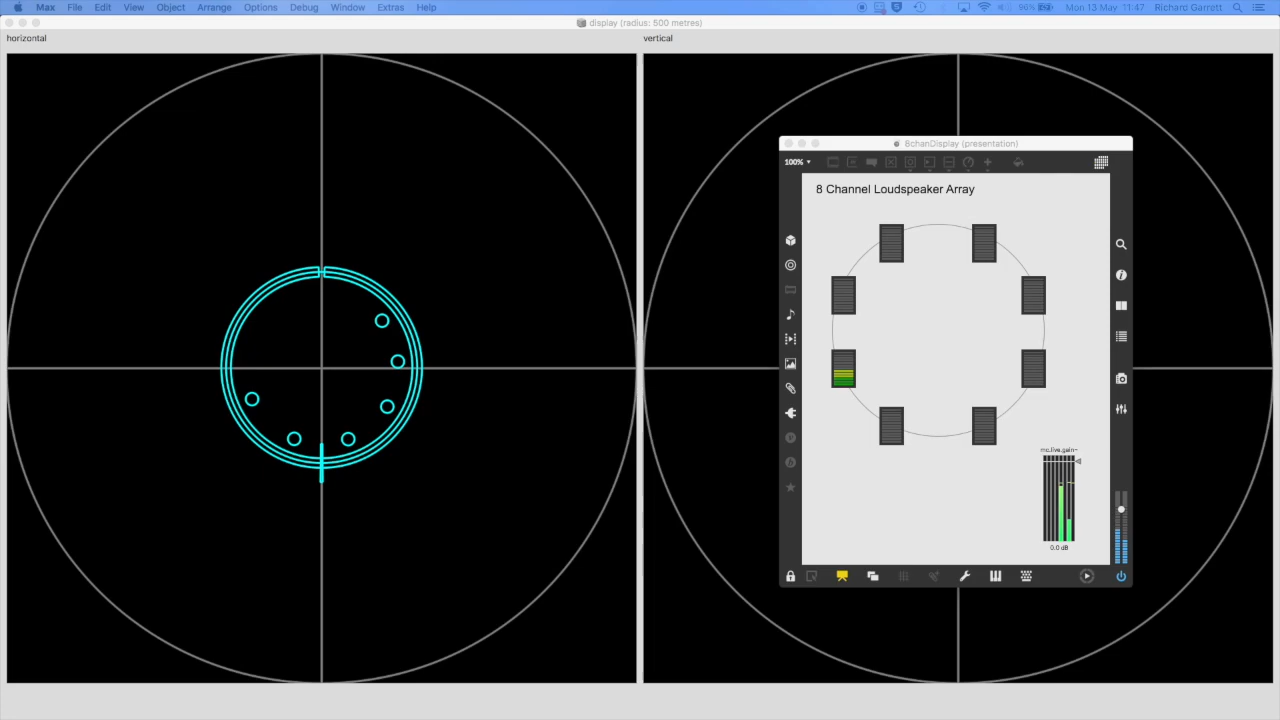 Max File Edit View Object Arrange Options Debug Window Extras Help
96% Mon 13 May 11:47 Richard Garrett
display (radius: 500 metres)
horizontal
vertical
8chanDisplay (presentation)
100%
8 Channel Loudspeaker Array
mc.live.gain~
0.0 dB